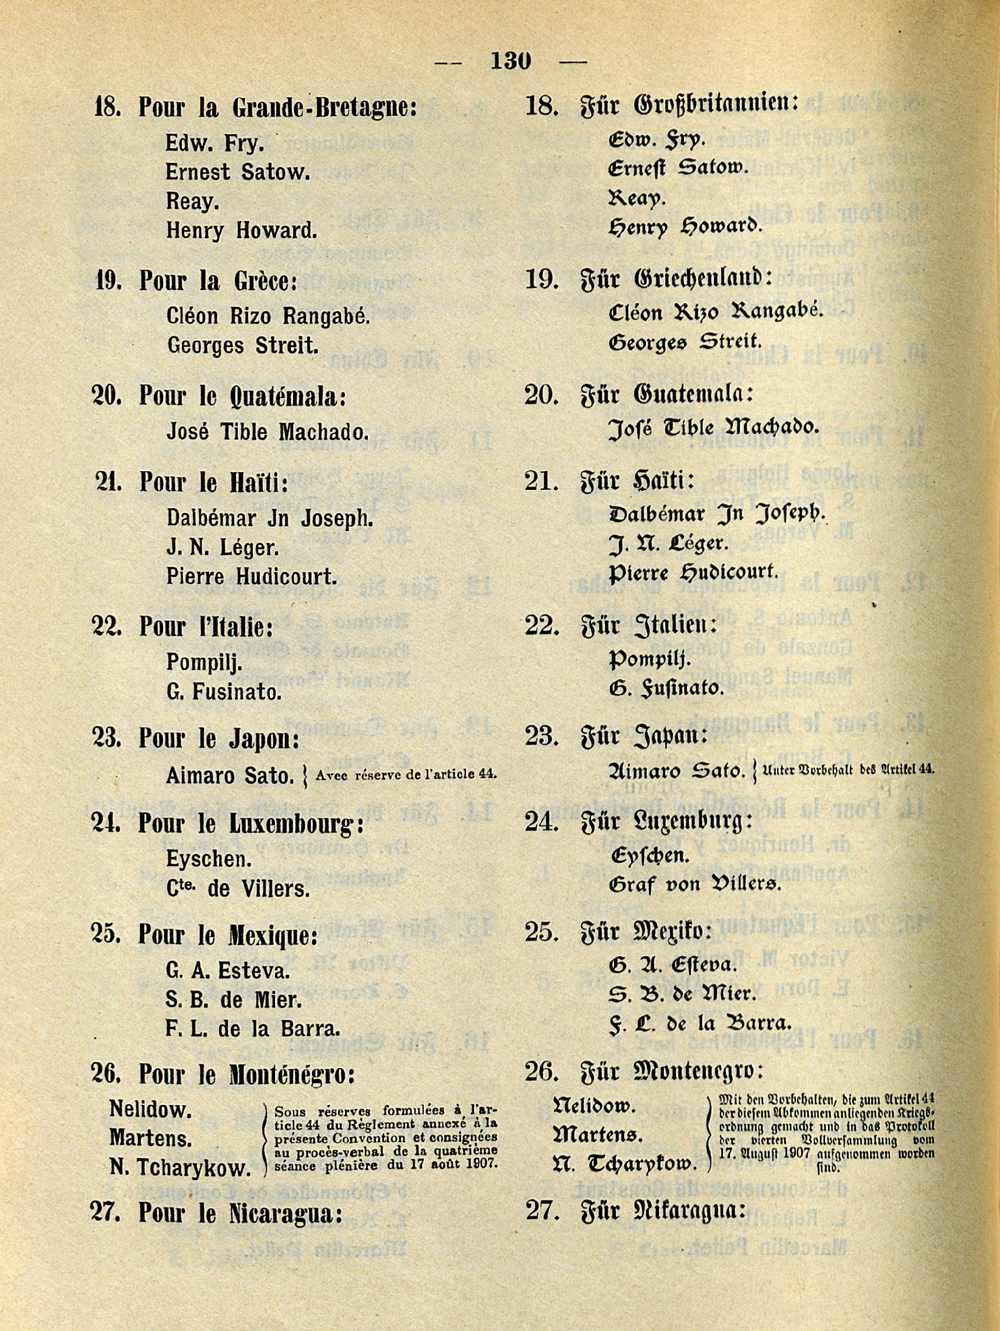 — 130 —
18. Pour la Grande-Bretagne:
Edw. Fry.
Ernest Satow.
Reay.
Henry Howard.
19. Pour la Grèce:
Cléon Rizo Rangabé.
Georges Streit.
20. Pour le Quatémala:
José Tible Machado.
21. Pour le Haïti:
Dalbémar Jn Joseph.
J. N. Léger.
Pierre Hudicourt.
22. Pour l'Italie:
Pompilj.
G. Fusinato.
23. Pour le Japon:
Aimaro Sato. } Avec réserve de l'article 44.
24. Pour le Luxembourg:
Eyschen.
Cte. de Villers.
25. Pour le Mexique:
G. A. Esteva.
S. B. de Mier.
F. L. de la Barra.
26. Pour le Monténégro:
Nelidow.
Martens.
N. Tcharykow.
Sous réserves formulées à l'ar-
ticle 44 du Règlement annexé à la
présente Convention et consignées
au procès-verbal de la quatrième
séance plénière du 17 août 1907.
27. Pour le Nicaragua:
18. Für Großbritannien:
Edw. Fry.
Ernest Satow.
Reay.
Henry Howard.
19. Für Griechenland:
Cléon Rizo Rangabé.
Georges Streit.
20. Für Guatemala:
José Tible Machado.
21. Für Haïti:
Dalbémar Jn Joseph.
J. N. Léger.
Pierre Hudicourt.
22. Für Italien:
Pompilj.
G. Fusinato.
23. Für Japan:
Aimaro Sato. { Unter Vorbehalt des Artikel 44.
24. Für Luxemburg:
Eyschen.
Graf von Villers.
25. Für Mexiko:
G. A. Esteva.
S. B. de Mier.
F. L. de la Barra.
26. Für Montenegro:
Nelidow.
Martens.
N. Tcharykow.
Mit den Vorbehalten, die zum Artikel 44
der diesem Abkommen anliegenden Kriegs-
ordnung gemacht und in das Protokoll
der vierten Vollversammlung vom
17. August 1907 aufgenommen worden
sind.
27. Für Nikaragua: